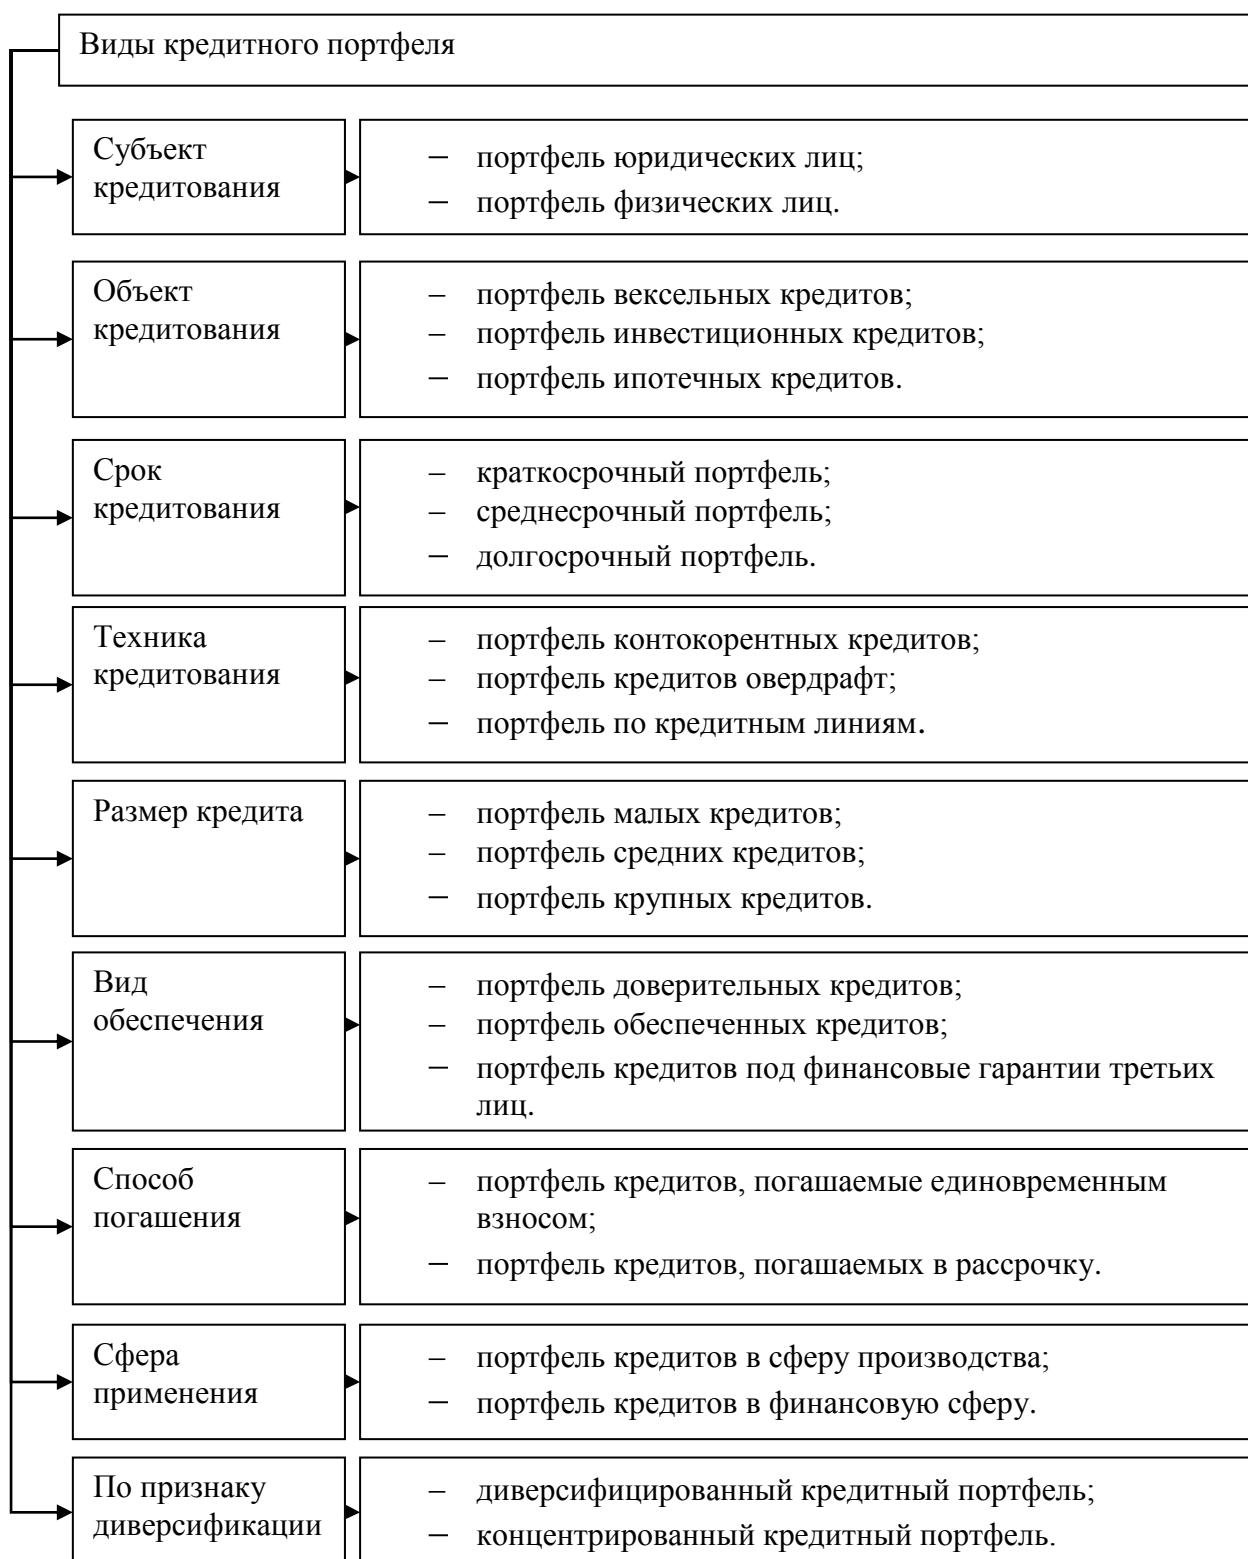 Виды кредитного портфеля
Субъект
кредитования
– портфель юридических лиц;
– портфель физических лиц.
Объект
кредитования
– портфель вексельных кредитов;
– портфель инвестиционных кредитов;
– портфель ипотечных кредитов.
Срок
кредитования
– краткосрочный портфель;
– среднесрочный портфель;
– долгосрочный портфель.
Техника
кредитования
– портфель контокорентных кредитов;
– портфель кредитов овердрафт;
– портфель по кредитным линиям.
Размер кредита
– портфель малых кредитов;
– портфель средних кредитов;
– портфель крупных кредитов.
Вид
обеспечения
– портфель доверительных кредитов;
– портфель обеспеченных кредитов;
– портфель кредитов под финансовые гарантии третьих
лиц.
Способ
погашения
– портфель кредитов, погашаемые единовременным
взносом;
– портфель кредитов, погашаемых в рассрочку.
Сфера
применения
– портфель кредитов в сферу производства;
– портфель кредитов в финансовую сферу.
По признаку
диверсификации
– диверсифицированный кредитный портфель;
– концентрированный кредитный портфель.